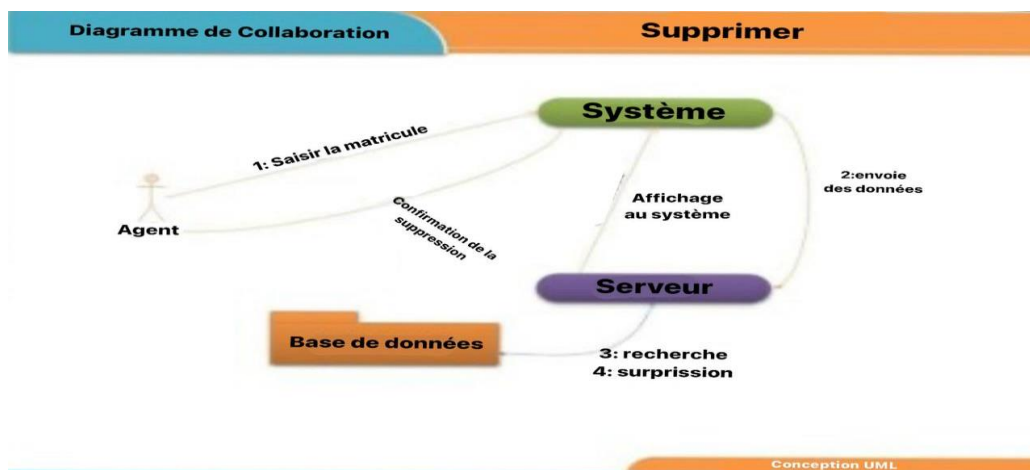 Diagramme de Collaboration
Supprimer
Système
1: Saisir la matricule
2:envoie
des données
Agent
Confirmation de la
suppression
Affichage
au système
Serveur
Base de données
3: recherche
4: surprission
Conception UML